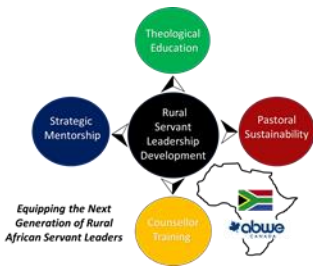 Theological
Education
Strategic
Mentorship
Rural
Servant
Leadership
Development
Pastoral
Sustainability
Counsellor
Training
Equipping the Next
Generation of Rural
African Servant Leaders
abwe
CANADA